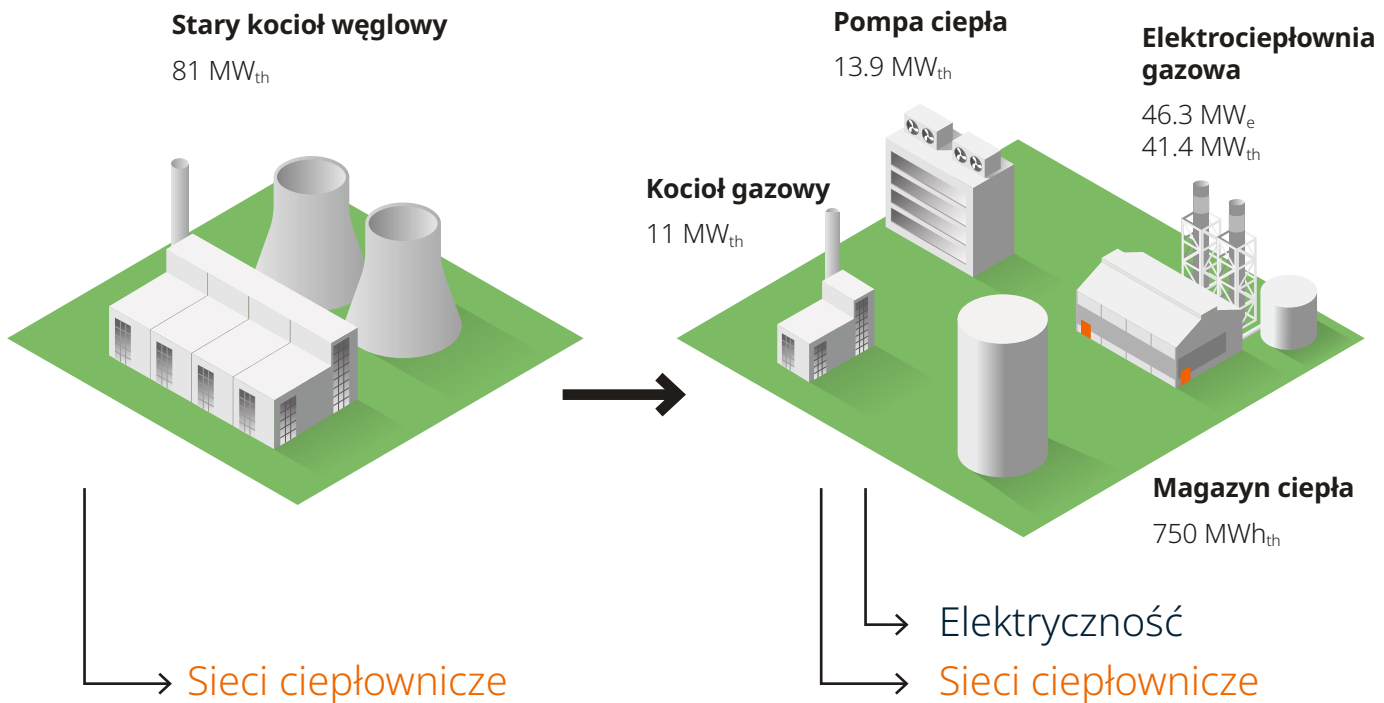 Stary kocioł węglowy
81 MWth
Pompa ciepła
13.9 MWth
Elektrociepłownia
gazowa
46.3 MWe
41.4 MWth
Kocioł gazowy
11 MWth
Magazyn ciepła
750 MWhth
Elektryczność
Sieci ciepłownicze
Sieci ciepłownicze